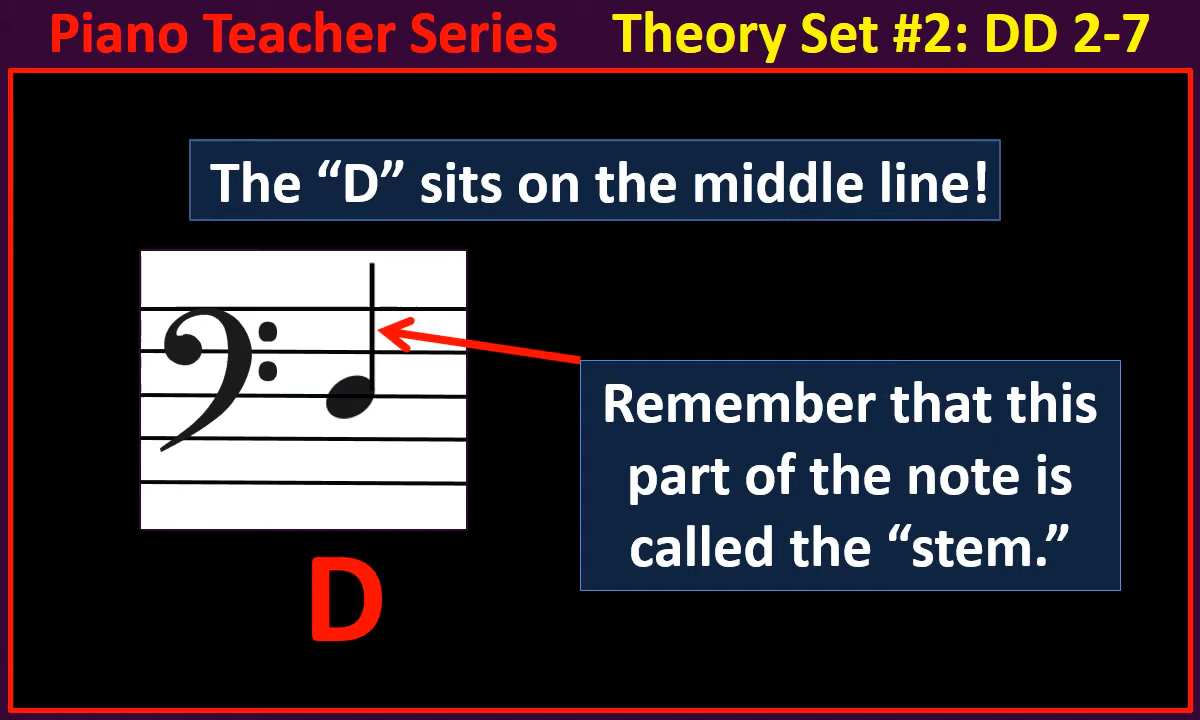 Piano Teacher Series Theory Set #2: DD 2-7
The “D” sits on the middle line!
Remember that this
part of the note is
called the “stem.”
D